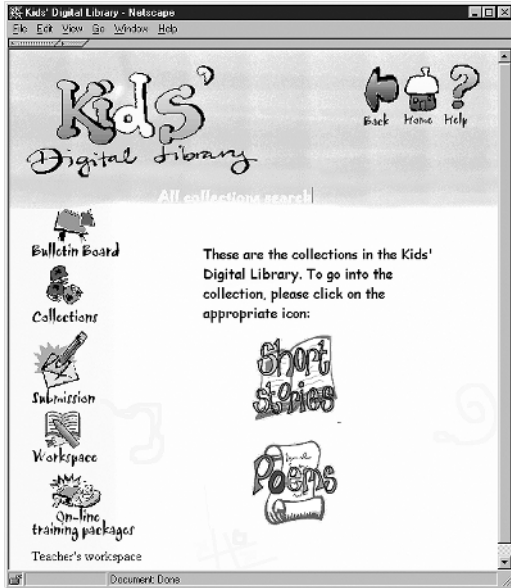 Kids' Digital Library - Netscape
File Edit View Go Window Help
Kids'
Digital Library
Back Home Help
All collections search
Bulletin Board
Collections
Submission
Workspace
On-line
training packages
Teacher's workspace
These are the collections in the Kids'
Digital Library. To go into the
collection, please click on the
appropriate icon:
Short
Stories
Poems
Document: Done